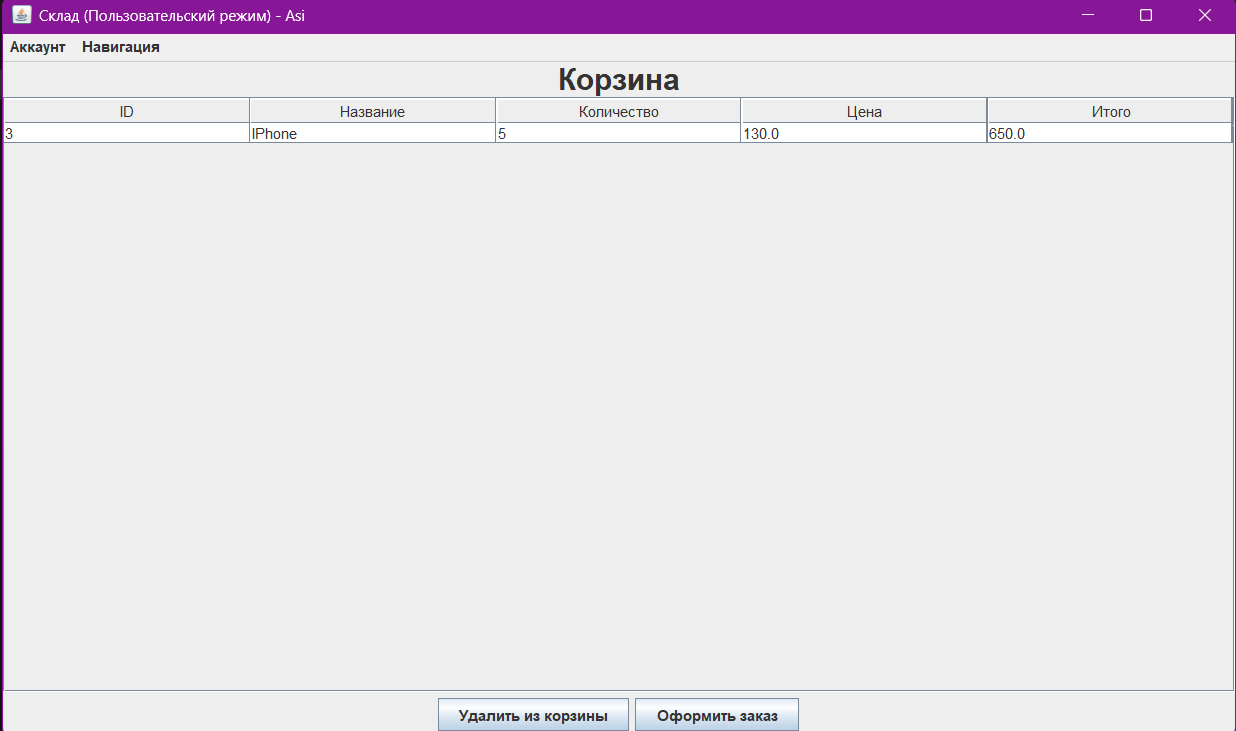 Склад (Пользовательский режим) - Asi
Аккаунт Навигация
Корзина
ID Название Количество Цена Итого
3 IPhone 5 130.0 650.0
Удалить из корзины Оформить заказ